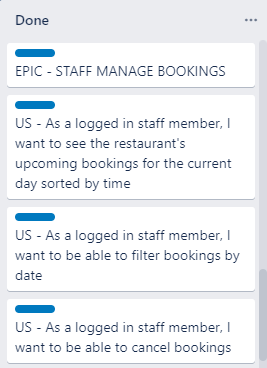 Done
EPIC - STAFF MANAGE BOOKINGS
US - As a logged in staff member, I
want to see the restaurant's
upcoming bookings for the current
day sorted by time
US - As a logged in staff member, I
want to be able to filter bookings by
date
US - As a logged in staff member, I
want to be able to cancel bookings